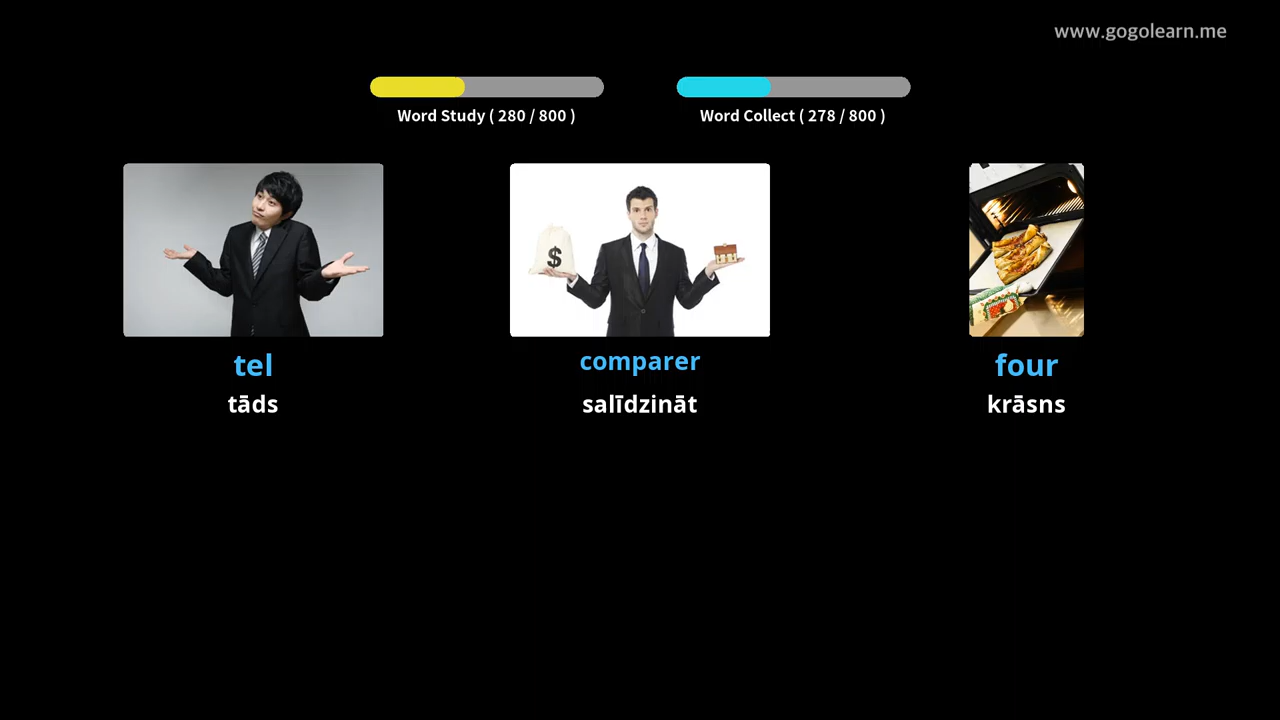 www.gogolearn.me
Word Study ( 280 / 800 )
Word Collect ( 278 / 800 )
$
tel
comparer
four
tāds
salīdzināt
krāsns